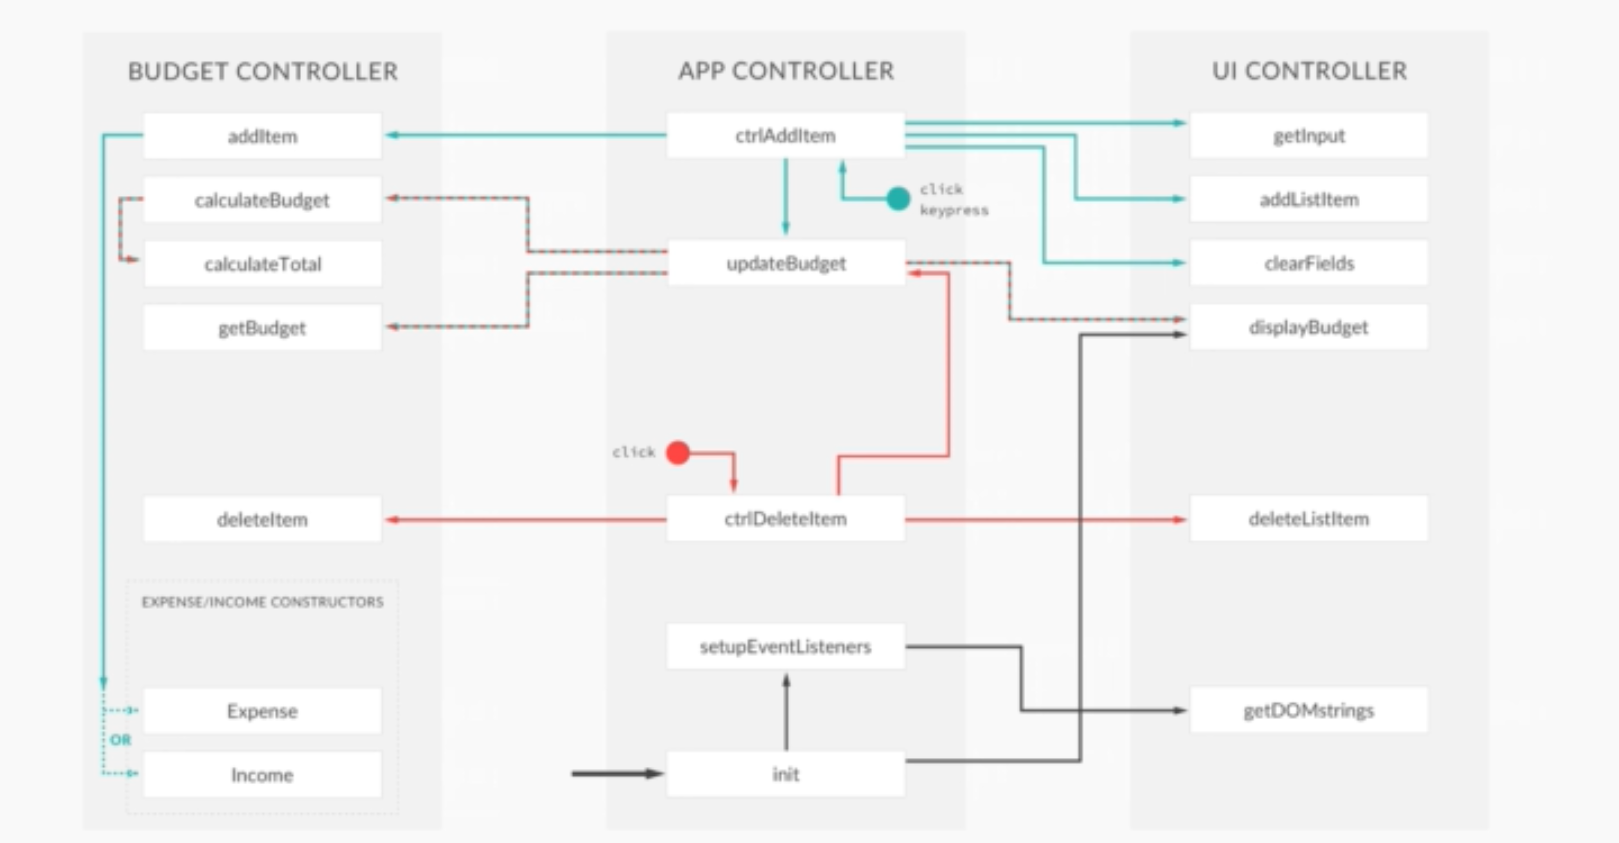 BUDGET CONTROLLER
addItem
calculateBudget
calculateTotal
getBudget
deleteItem
EXPENSE/INCOME CONSTRUCTORS
Expense
OR
Income
APP CONTROLLER
ctrlAddItem
click
keypress
updateBudget
click
ctrlDeleteItem
setupEventListeners
init
UI CONTROLLER
getInput
addListItem
clearFields
displayBudget
deleteListItem
getDOMstrings